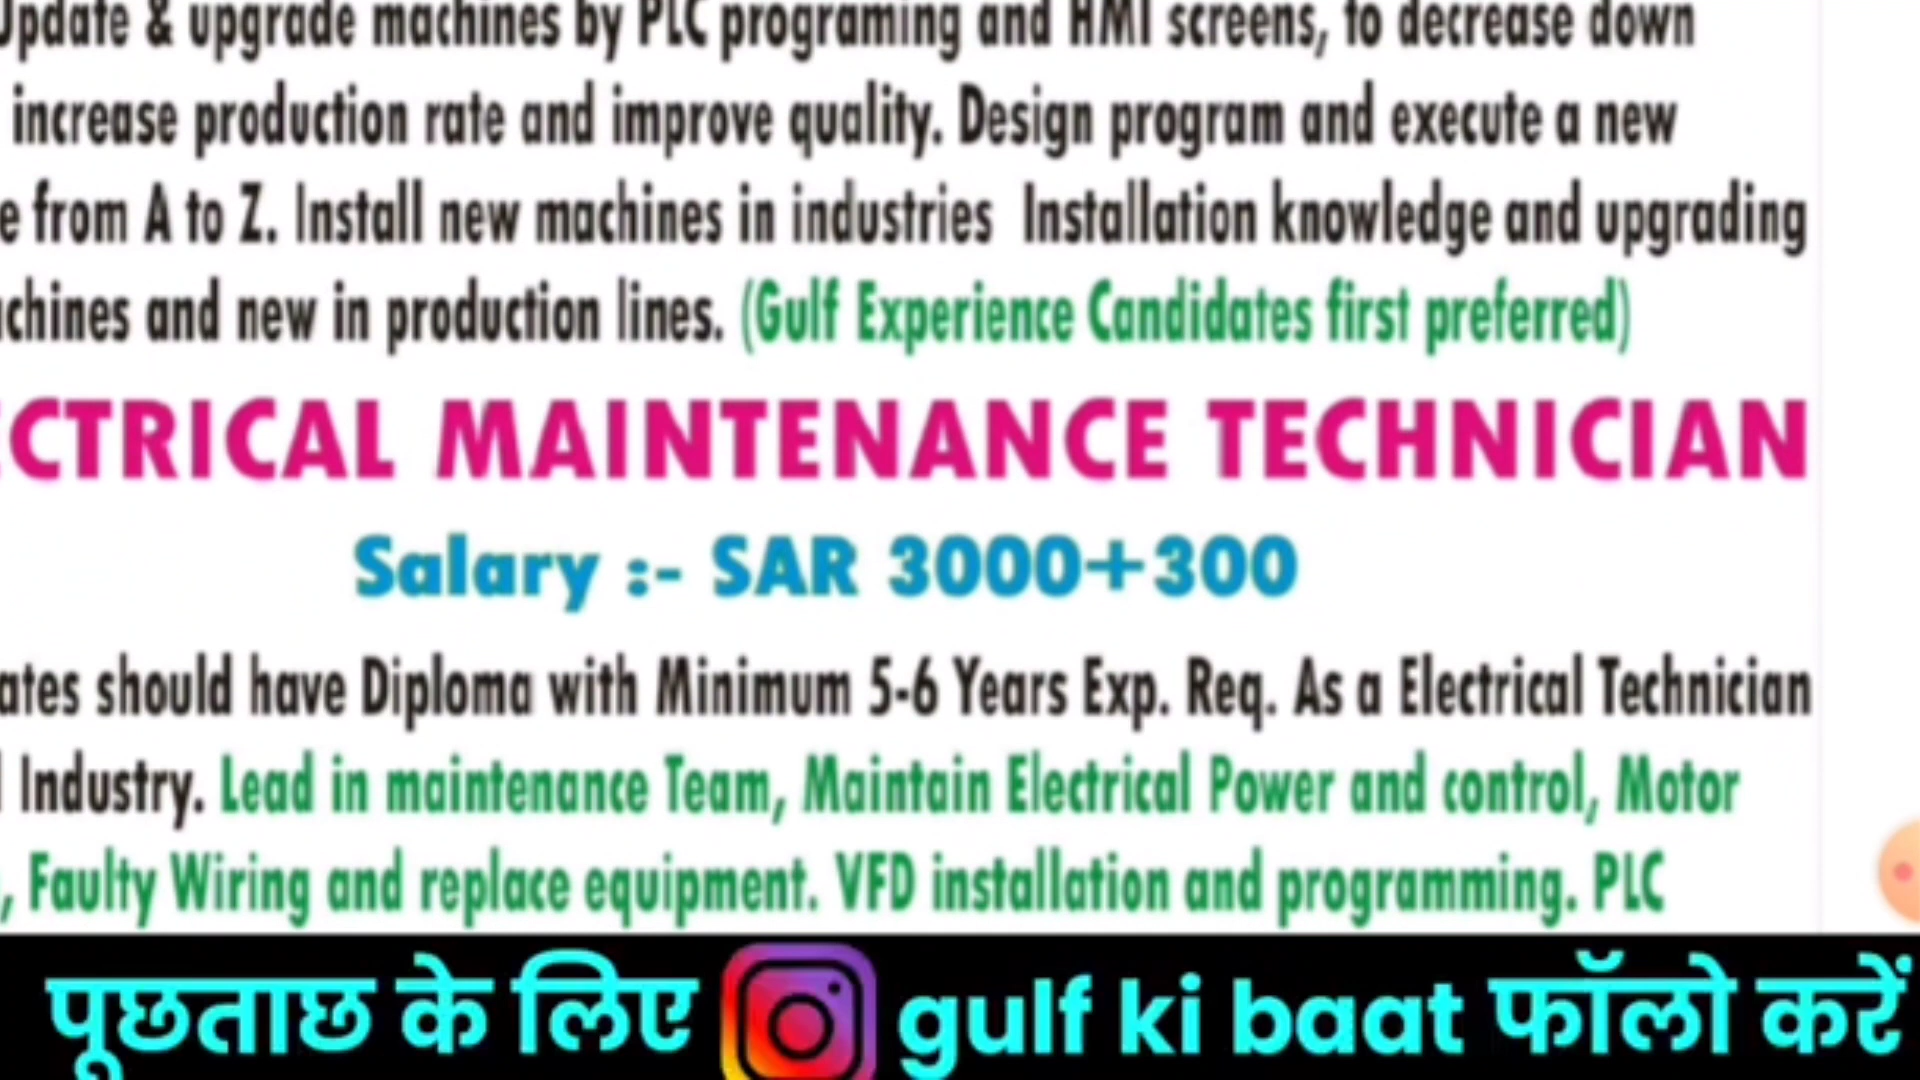 Update & upgrade machines by PLC programing and HMI screens, to decrease down
increase production rate and improve quality. Design program and execute a new
e from A to Z. Install new machines in industries Installation knowledge and upgrading
chines and new in production lines. (Gulf Experience Candidates first preferred)
ECTRICAL MAINTENANCE TECHNICIAN
Salary :- SAR 3000+300
ates should have Diploma with Minimum 5-6 Years Exp. Req. As a Electrical Technician
l Industry. Lead in maintenance Team, Maintain Electrical Power and control, Motor
, Faulty Wiring and replace equipment. VFD installation and programming. PLC
पूछताछ के लिए gulf ki baat फॉलो करें